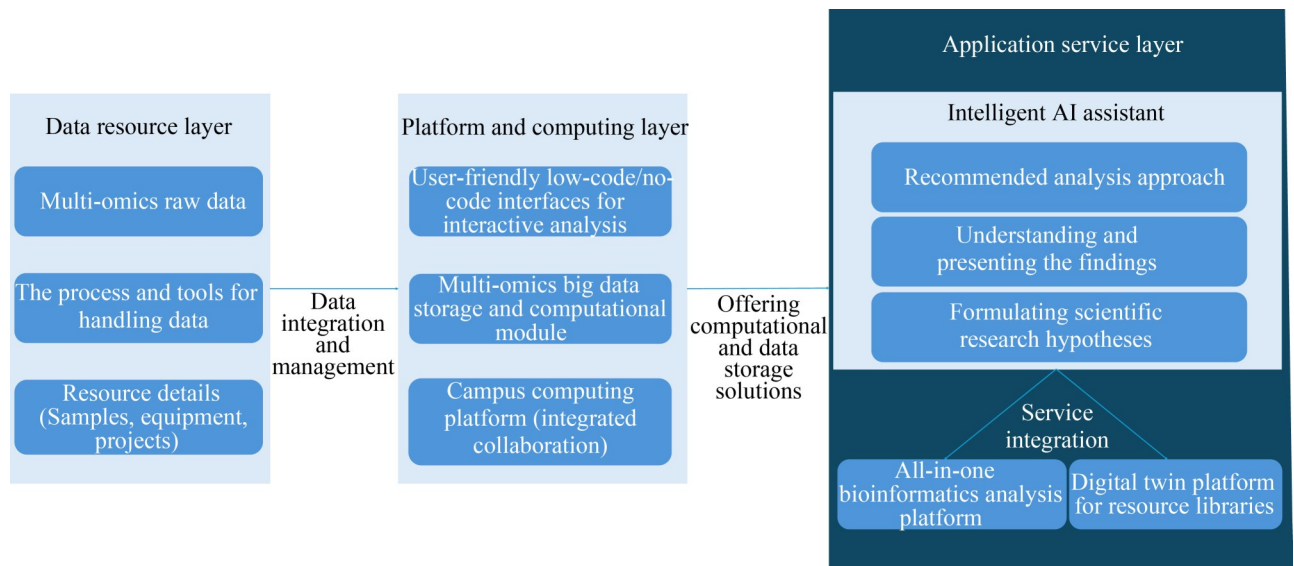 Data resource layer
Multi-omics raw data
The process and tools for
handling data
Resource details
(Samples, equipment,
projects)
Data
integration
and
management
Platform and computing layer
User-friendly low-code/no-
code interfaces for
interactive analysis
Multi-omics big data
storage and computational
module
Campus computing
platform (integrated
collaboration)
Offering
computational
and data
storage
solutions
Application service layer
Intelligent AI assistant
Recommended analysis approach
Understanding and
presenting the findings
Formulating scientific
research hypotheses
Service
integration
All-in-one
bioinformatics analysis
platform
Digital twin platform
for resource libraries